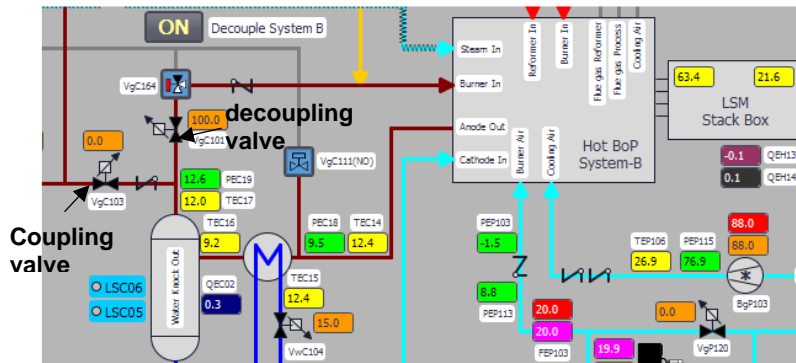 ON
Decouple System B
VgC164
100.0
decoupling
valve
VgC101
0.0
VgC103
Coupling
valve
12.6
PEC19
12.0
TEC17
VgC111(NO)
TEC16
9.2
PEC18
9.5
TEC14
12.4
Water Knock Out
QEC02
0.3
LSC06
LSC05
TEC15
12.4
15.0
VwC104
Steam In
Burner In
Anode Out
Cathode In
Reformer In
Burner In
Flue gas Reformer
Flue gas Process
Cooling Air
Burner Air
Cooling Air
Hot BoP
System-B
63.4
21.6
LSM
Stack Box
-0.1
QEH13
0.1
QEH14
PEP103
-1.5
8.8
PEP113
TEP106
26.9
PEP115
76.9
88.0
88.0
BgP103
20.0
20.0
FEP103
0.0
VgP120
19.9